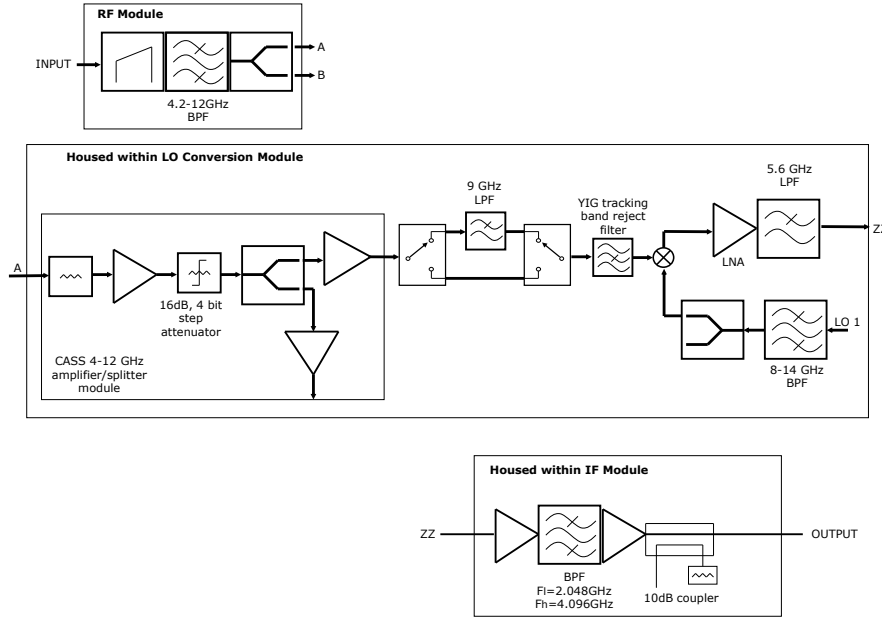 RF Module
INPUT
A
B
4.2-12GHz
BPF
Housed within LO Conversion Module
A
16dB, 4 bit
step
attenuator
CASS 4-12 GHz
amplifier/splitter
module
9 GHz
LPF
YIG tracking
band reject
filter
LNA
5.6 GHz
LPF
ZZ
LO 1
8-14 GHz
BPF
Housed within IF Module
ZZ
BPF
Fl=2.048GHz
Fh=4.096GHz
10dB coupler
OUTPUT